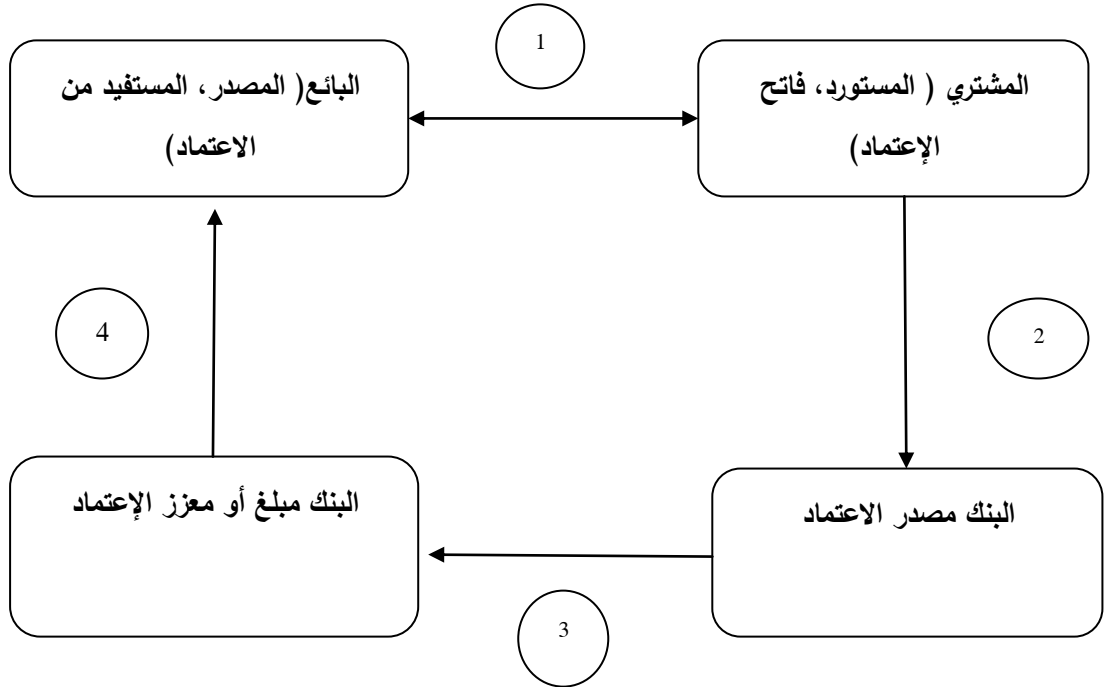 1
المشتري ( المستورد، فاتح
الإعتماد)
البائع( المصدر، المستفيد من
الاعتماد)
2
4
البنك مصدر الاعتماد
البنك مبلغ أو معزز الإعتماد
3